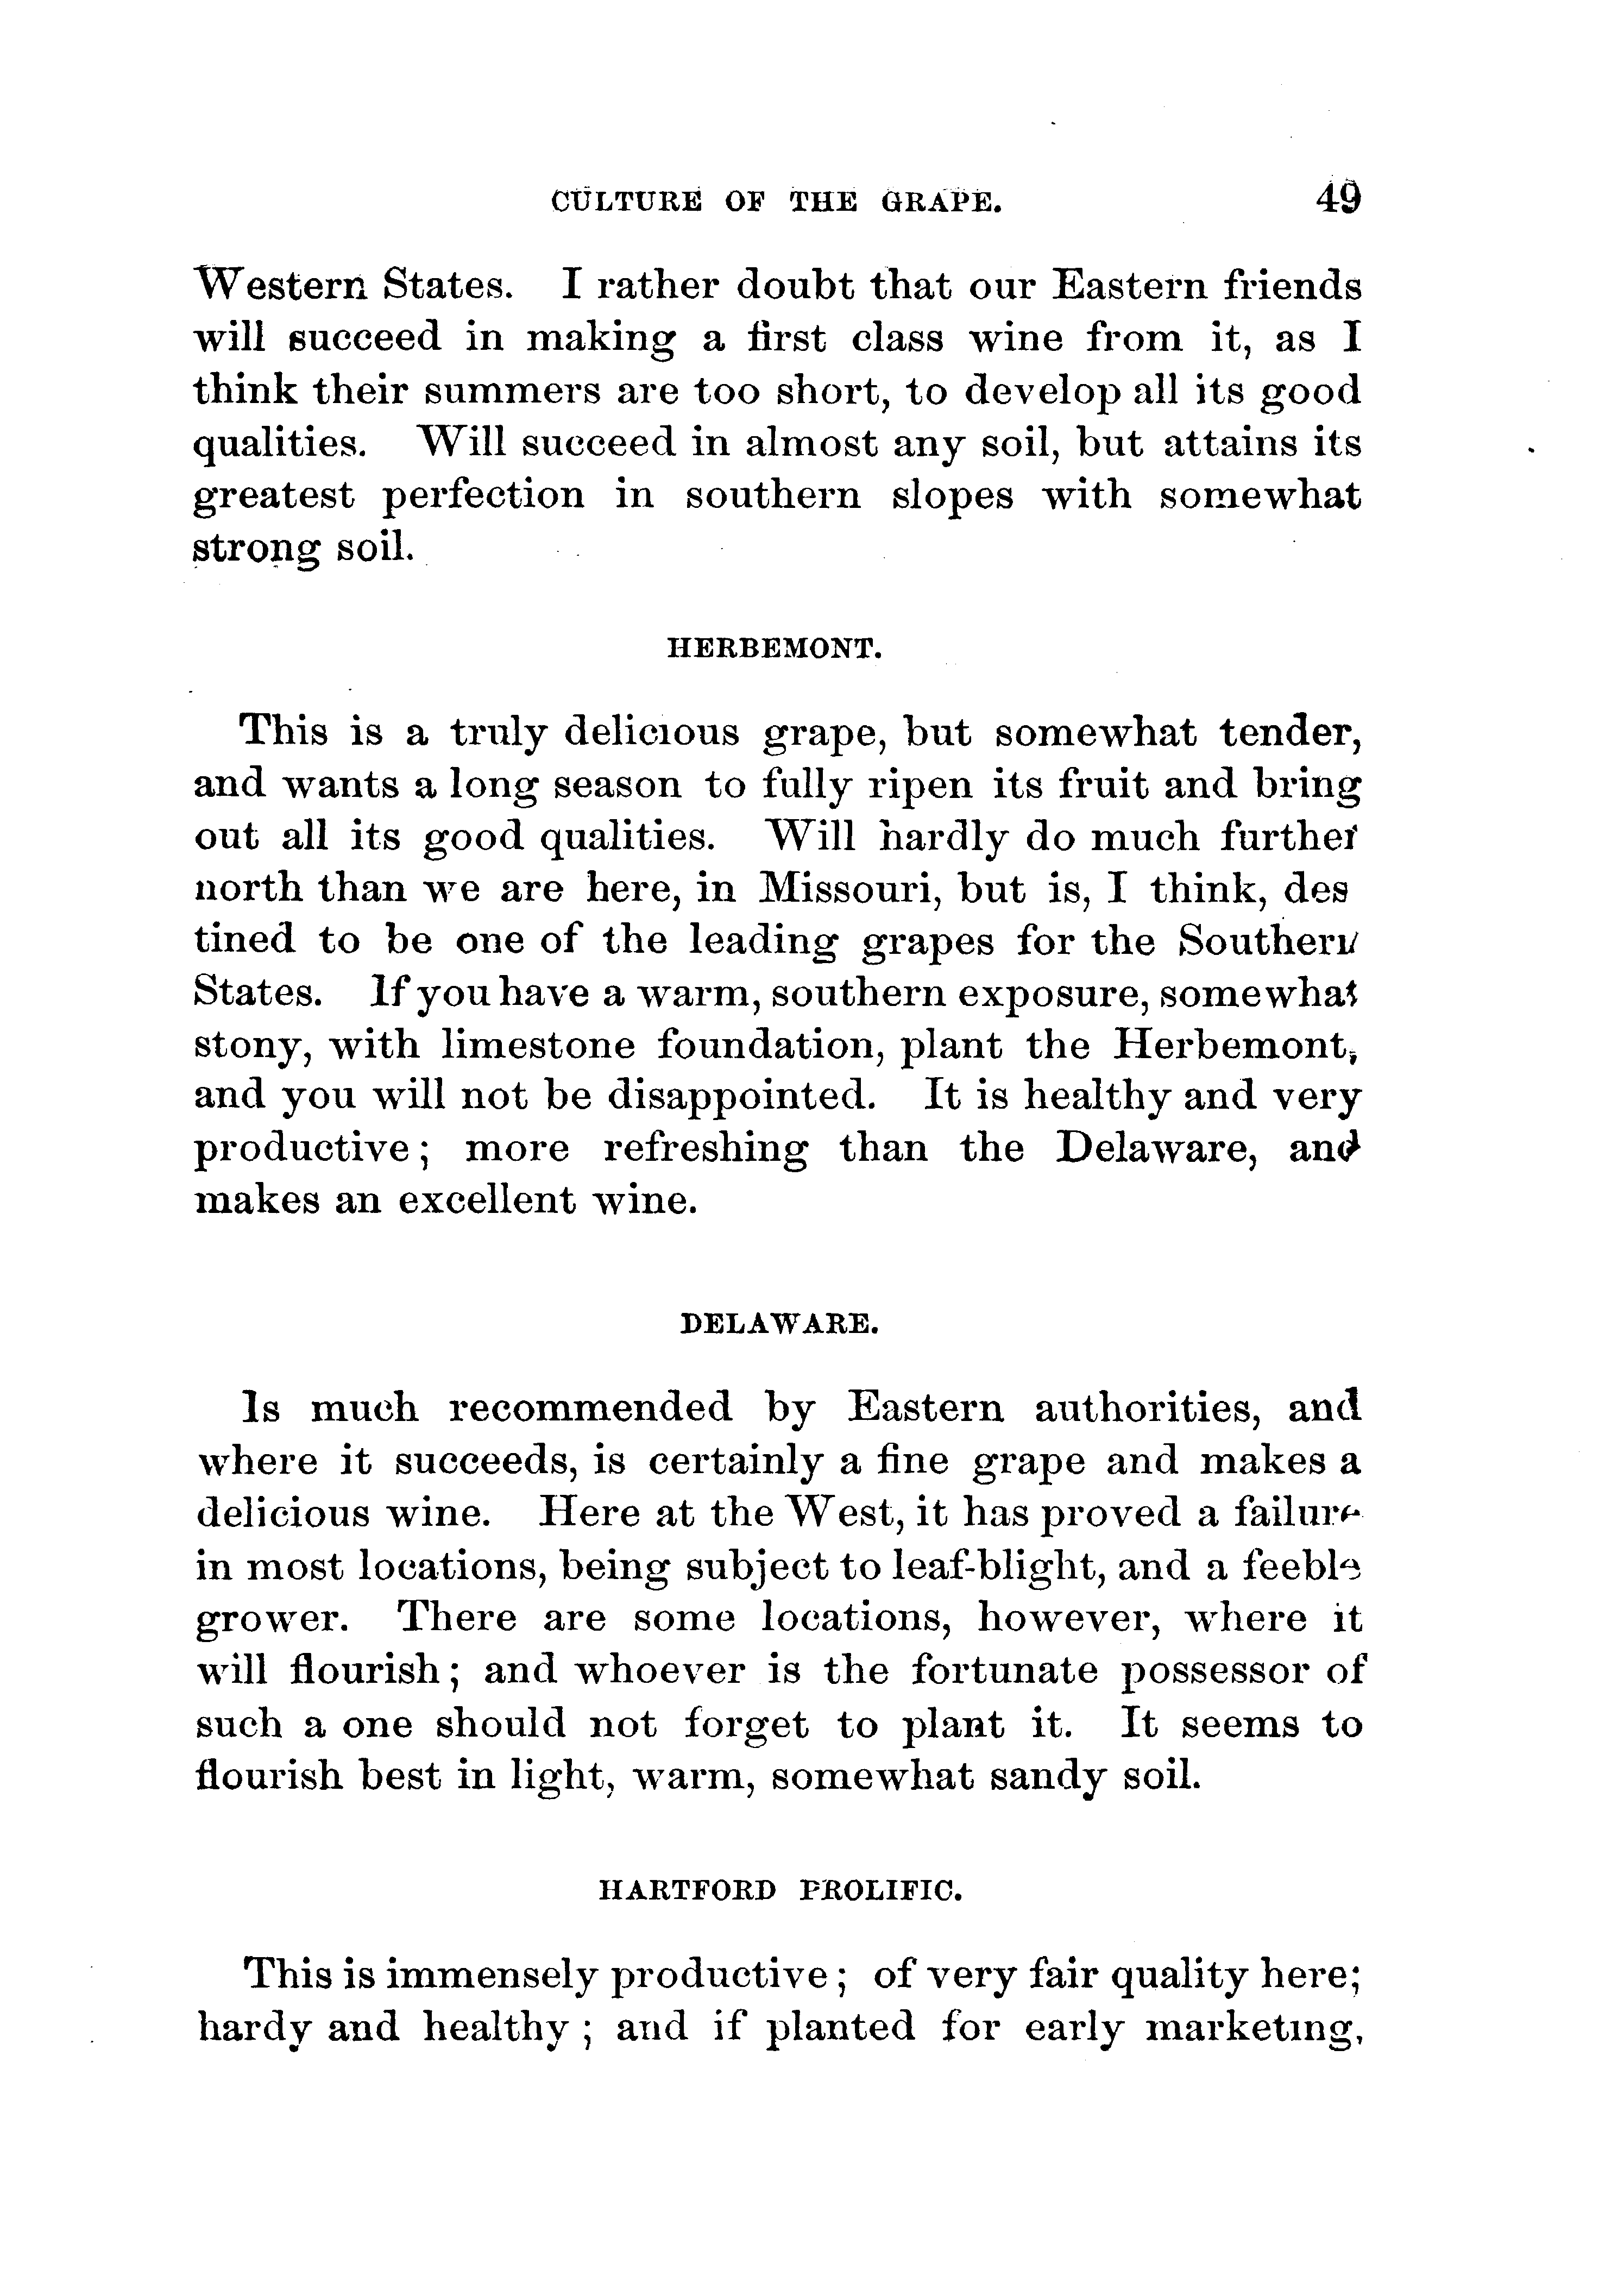 CULTURE OF THE GRAPE. 49
Western States. I rather doubt that our Eastern friends
will succeed in making a first class wine from it, as I
think their summers are too short, to develop all its good
qualities. Will succeed in almost any soil, but attains its
greatest perfection in southern slopes with somewhat
strong soil.
HERBEMONT.
This is a truly delicious grape, but somewhat tender,
and wants a long season to fully ripen its fruit and bring
out all its good qualities. Will hardly do much further
north than we are here, in Missouri, but is, I think, des
tined to be one of the leading grapes for the Southern
States. If you have a warm, southern exposure, somewhat
stony, with limestone foundation, plant the Herbemont,
and you will not be disappointed. It is healthy and very
productive; more refreshing than the Delaware, and
makes an excellent wine.
DELAWARE.
Is much recommended by Eastern authorities, and
where it succeeds, is certainly a fine grape and makes a
delicious wine. Here at the West, it has proved a failure
in most locations, being subject to leaf-blight, and a feeble
grower. There are some locations, however, where it
will flourish; and whoever is the fortunate possessor of
such a one should not forget to plant it. It seems to
flourish best in light, warm, somewhat sandy soil.
HARTFORD PROLIFIC.
This is immensely productive; of very fair quality here;
hardy and healthy; and if planted for early marketing,